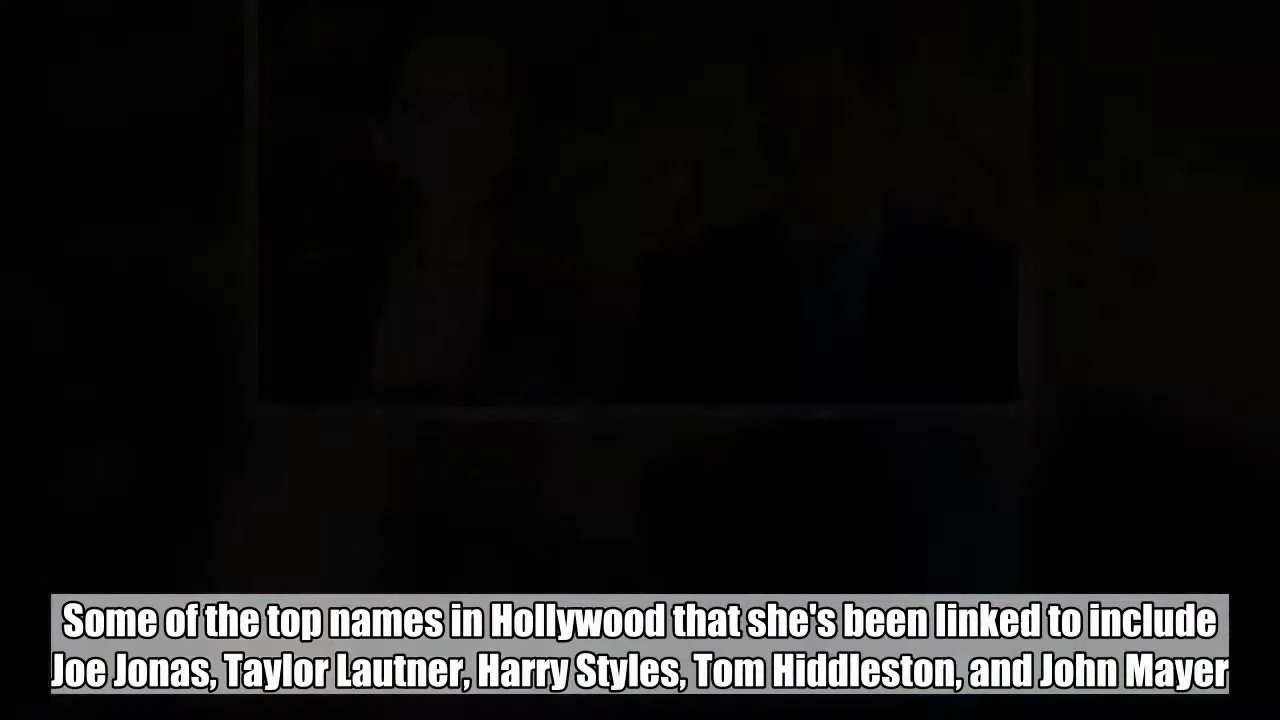 Some of the top names in Hollywood that she's been linked to include
Joe Jonas, Taylor Lautner, Harry Styles, Tom Hiddleston, and John Mayer